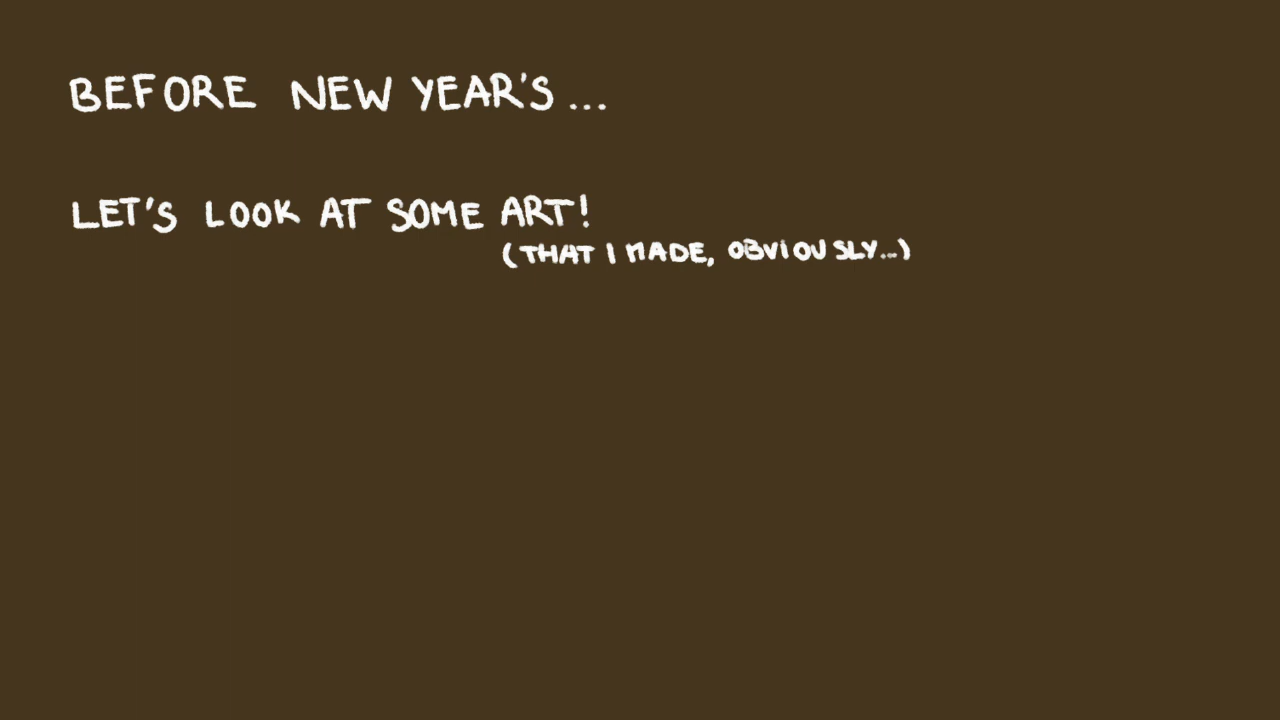 BEFORE NEW YEAR'S ...
LET'S LOOK AT SOME ART!
(THAT I MADE, OBVIOUSLY...)